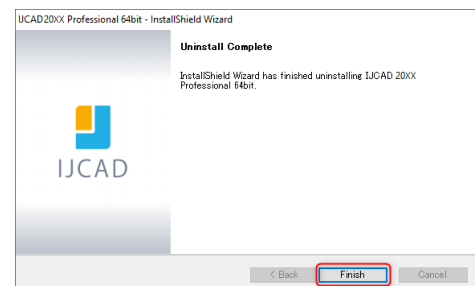 IJCAD20XX Professional 64bit - InstallShield Wizard
Uninstall Complete
InstallShield Wizard has finished uninstalling IJCAD 20XX
Professional 64bit.
IJCAD
< Back
Finish
Cancel